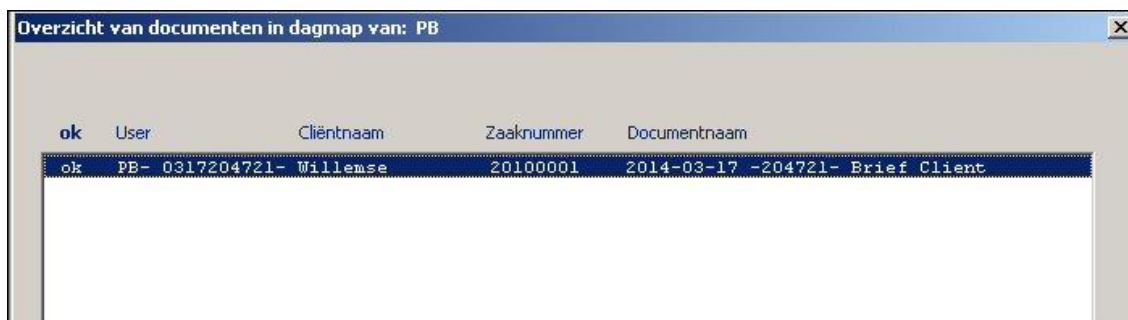 Overzicht van documenten in dagmap van: PB
ok User Cliëntnaam Zaaknummer Documentnaam
ok PB- 0317204721- Willemse 20100001 2014-03-17 -204721- Brief Client